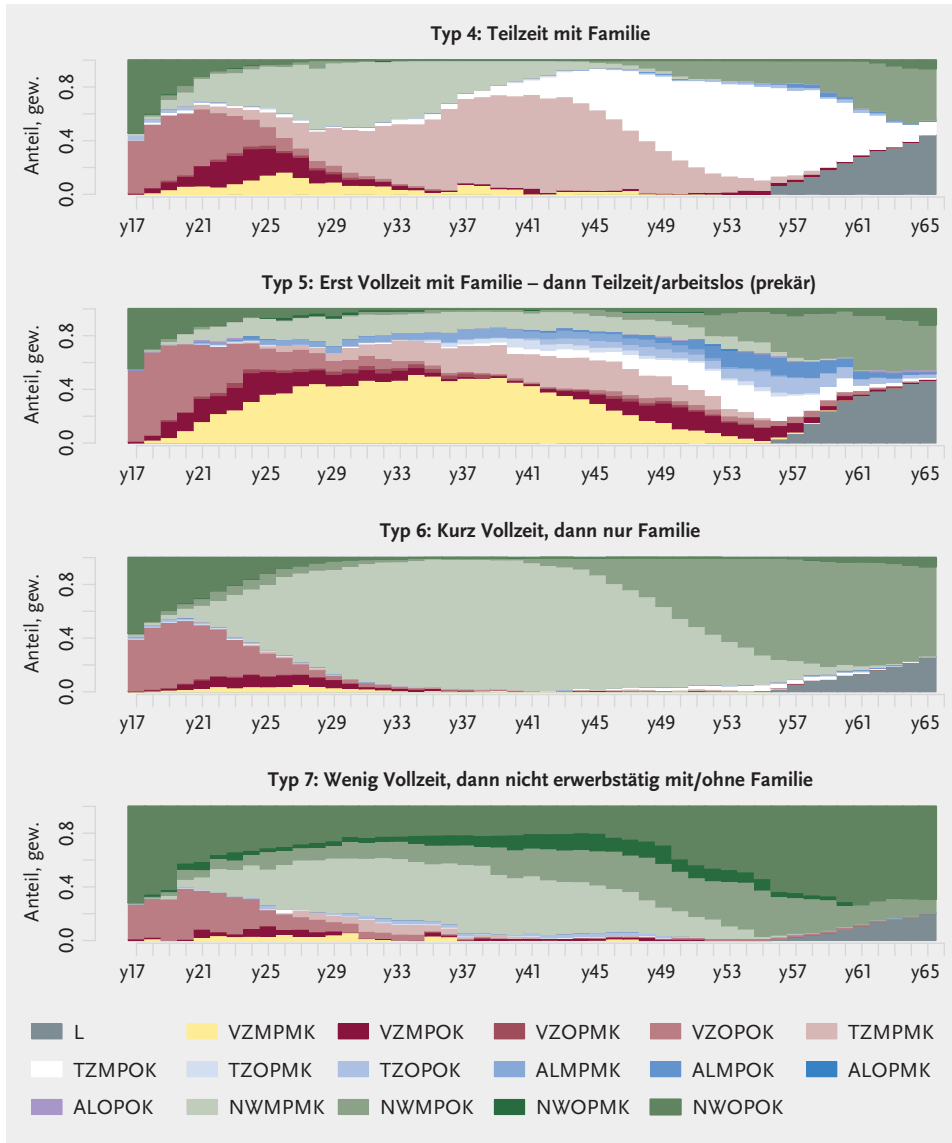 Typ 4: Teilzeit mit Familie
Anteil, gew.
0.0 0.4 0.8
y17 y21 y25 y29 y33 y37 y41 y45 y49 y53 y57 y61 y65
Typ 5: Erst Vollzeit mit Familie – dann Teilzeit/arbeitslos (prekär)
Anteil, gew.
0.0 0.4 0.8
y17 y21 y25 y29 y33 y37 y41 y45 y49 y53 y57 y61 y65
Typ 6: Kurz Vollzeit, dann nur Familie
Anteil, gew.
0.0 0.4 0.8
y17 y21 y25 y29 y33 y37 y41 y45 y49 y53 y57 y61 y65
Typ 7: Wenig Vollzeit, dann nicht erwerbstätig mit/ohne Familie
Anteil, gew.
0.0 0.4 0.8
y17 y21 y25 y29 y33 y37 y41 y45 y49 y53 y57 y61 y65
L VZMPMK VZMPOK VZOPMK VZOPOK TZMPMK
TZMPOK TZOPMK TZOPOK ALMPMK ALMPOK ALOPMK
ALOPOK NWMPMK NWMPOK NWOPMK NWOPOK